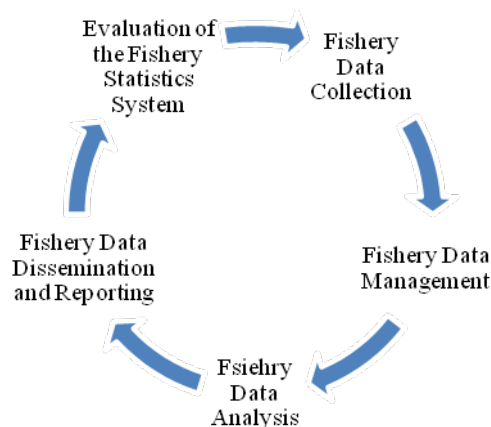 Evaluation of
the Fishery
Statistics
System
Fishery
Data
Collection
Fishery Data
Management
Fsiehry
Data
Analysis
Fishery Data
Dissemination
and Reporting